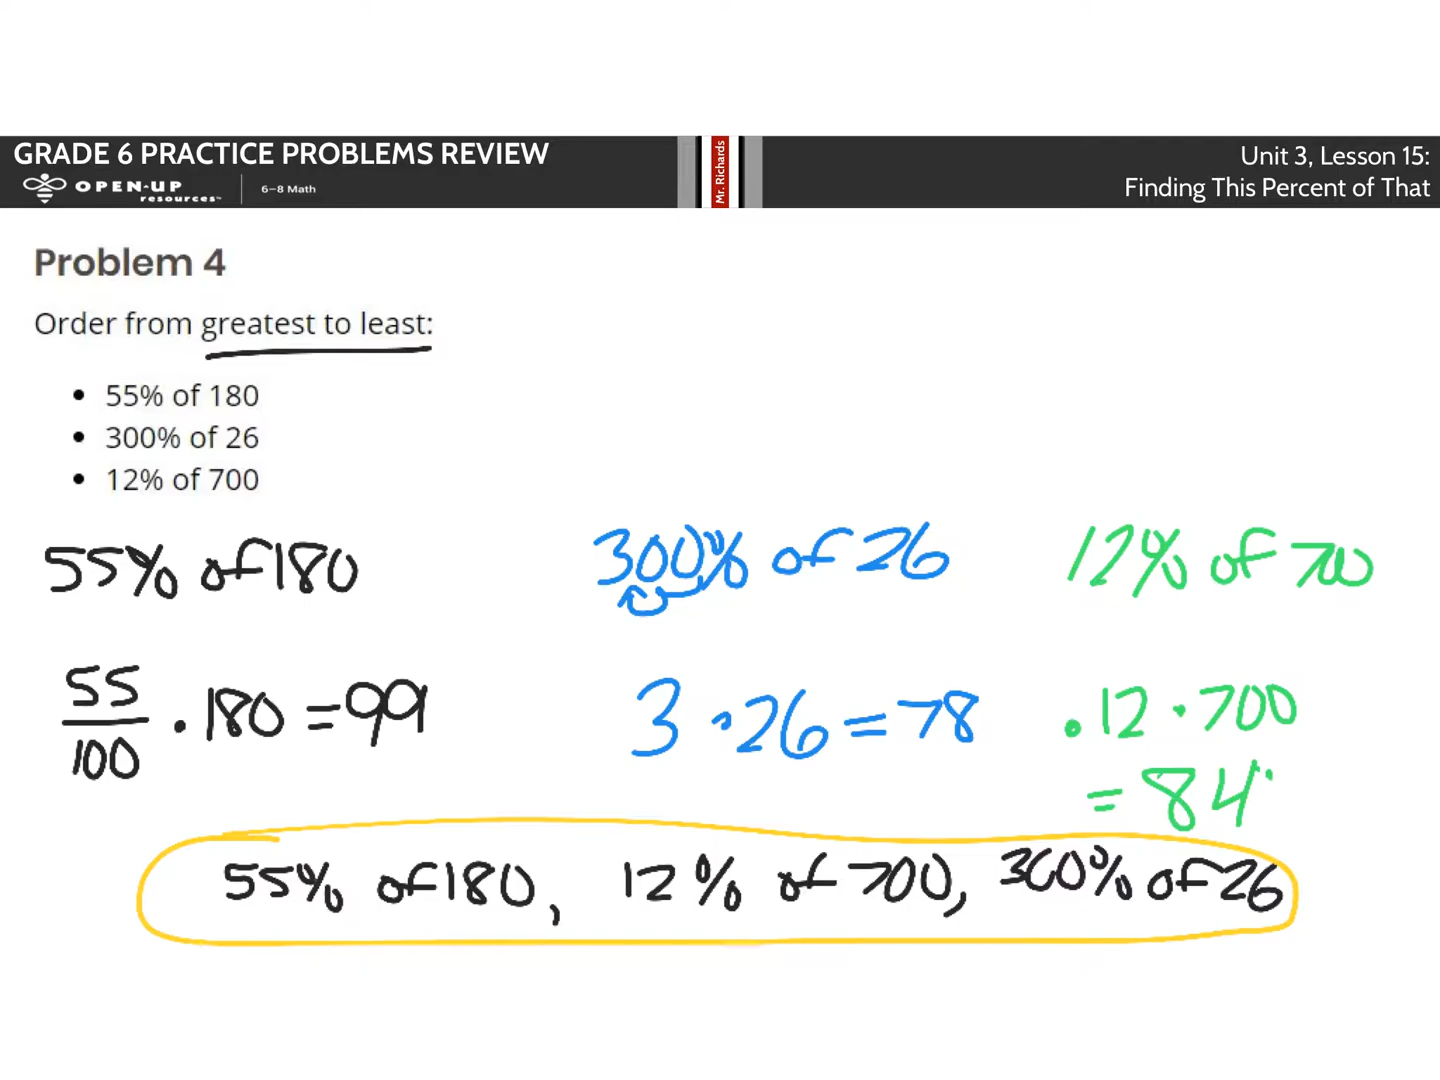 GRADE 6 PRACTICE PROBLEMS REVIEW
OPEN-UP resources™
6–8 Math
Mr. Richards
Unit 3, Lesson 15:
Finding This Percent of That
Problem 4
Order from greatest to least:
• 55% of 180
• 300% of 26
• 12% of 700
55% of 180
300% of 26
12% of 700
55/100 · 180 = 99
3 · 26 = 78
.12 · 700
= 84
55% of 180, 12% of 700, 300% of 26